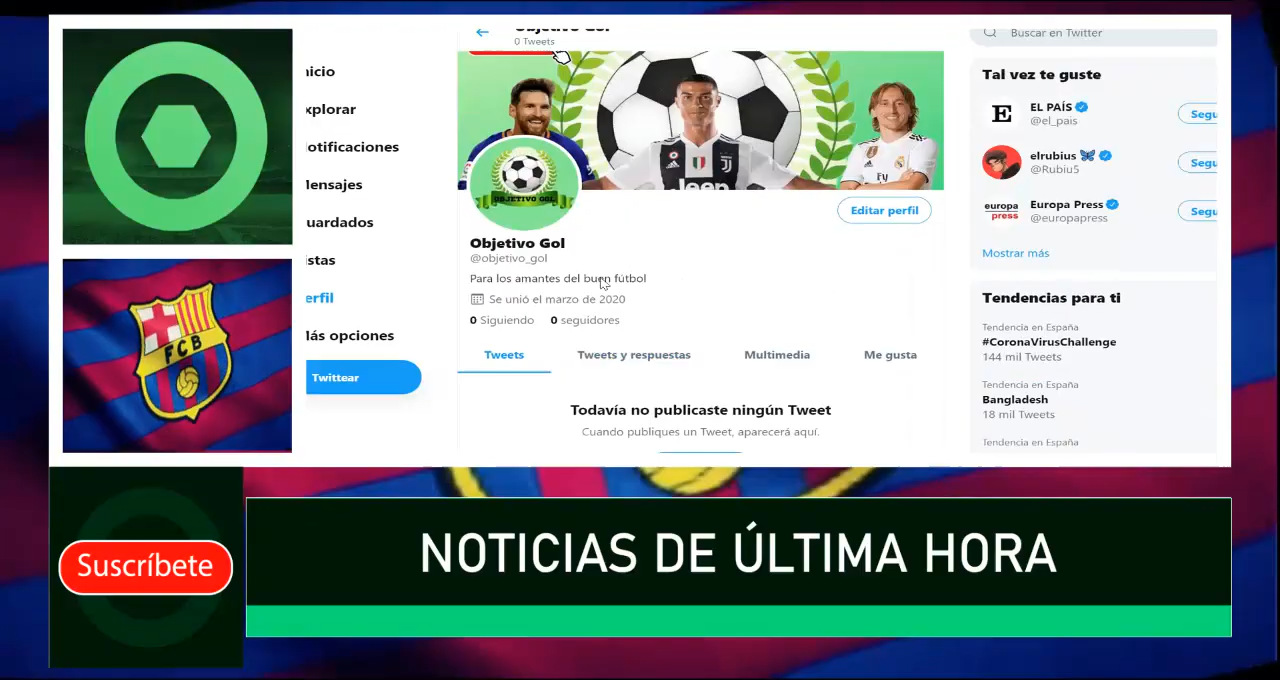 nicio
xplorar
otificaciones
ensajes
uardados
istas
erfil
ás opciones
Twittear
Objetivo Gol
0 Tweets
Jeep
Fly
OBJETIVO GOL
Editar perfil
Objetivo Gol
@objetivo_gol
Para los amantes del buen fútbol
Se unió el marzo de 2020
0 Siguiendo 0 seguidores
Tweets Tweets y respuestas Multimedia Me gusta
Todavía no publicaste ningún Tweet
Cuando publiques un Tweet, aparecerá aquí.
Buscar en Twitter
Tal vez te guste
E
EL PAÍS
@el_pais
Segu
elrubius
@Rubiu5
Segu
europa
press
Europa Press
@europapress
Segu
Mostrar más
Tendencias para ti
Tendencia en España
#CoronaVirusChallenge
144 mil Tweets
Tendencia en España
Bangladesh
18 mil Tweets
Tendencia en España
FCB
Suscríbete
NOTICIAS DE ÚLTIMA HORA